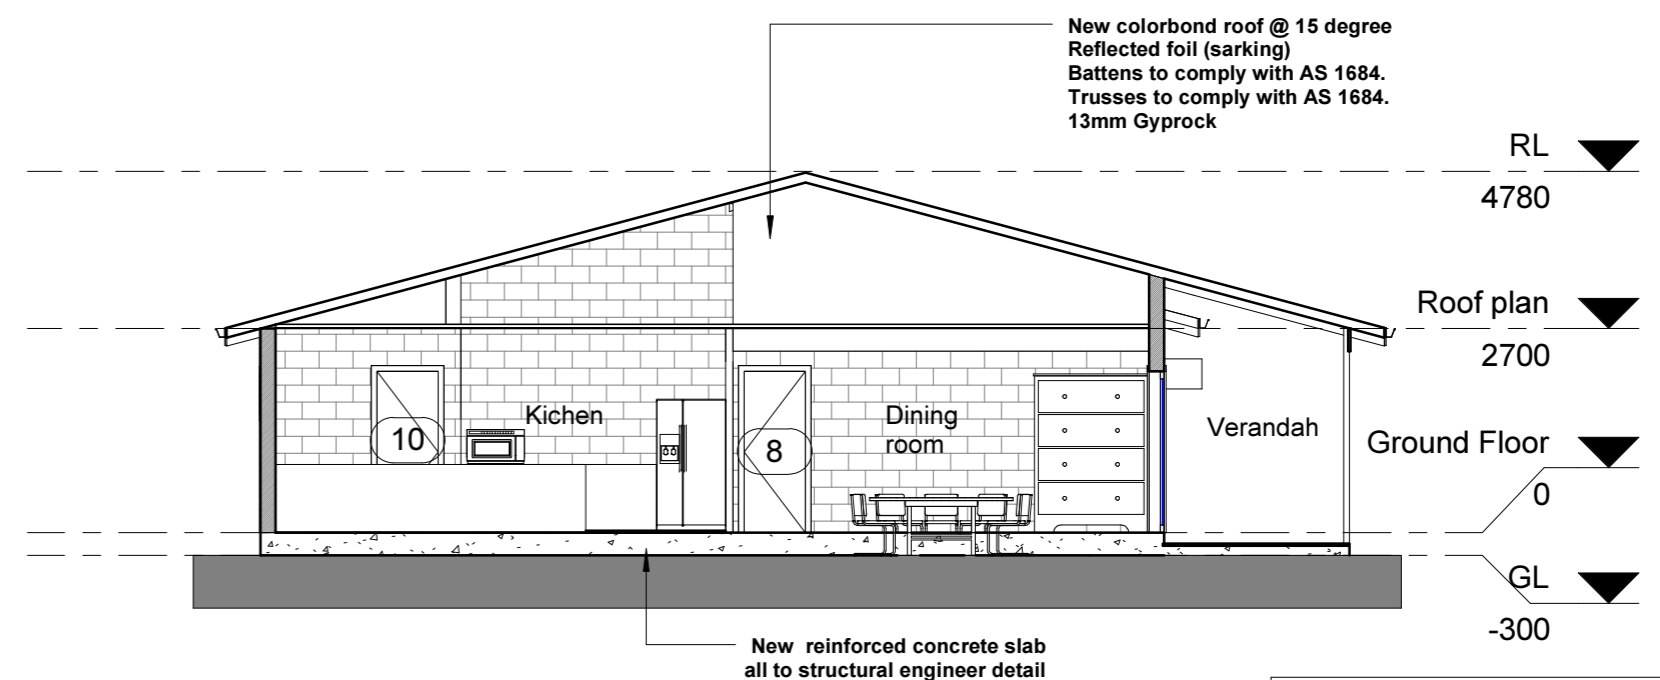 New colorbond roof @ 15 degree
Reflected foil (sarking)
Battens to comply with AS 1684.
Trusses to comply with AS 1684.
13mm Gyprock
RL
4780
Roof plan
2700
Kichen
Dining
room
Verandah
Ground Floor
10
8
0
GL
-300
New reinforced concrete slab
all to structural engineer detail